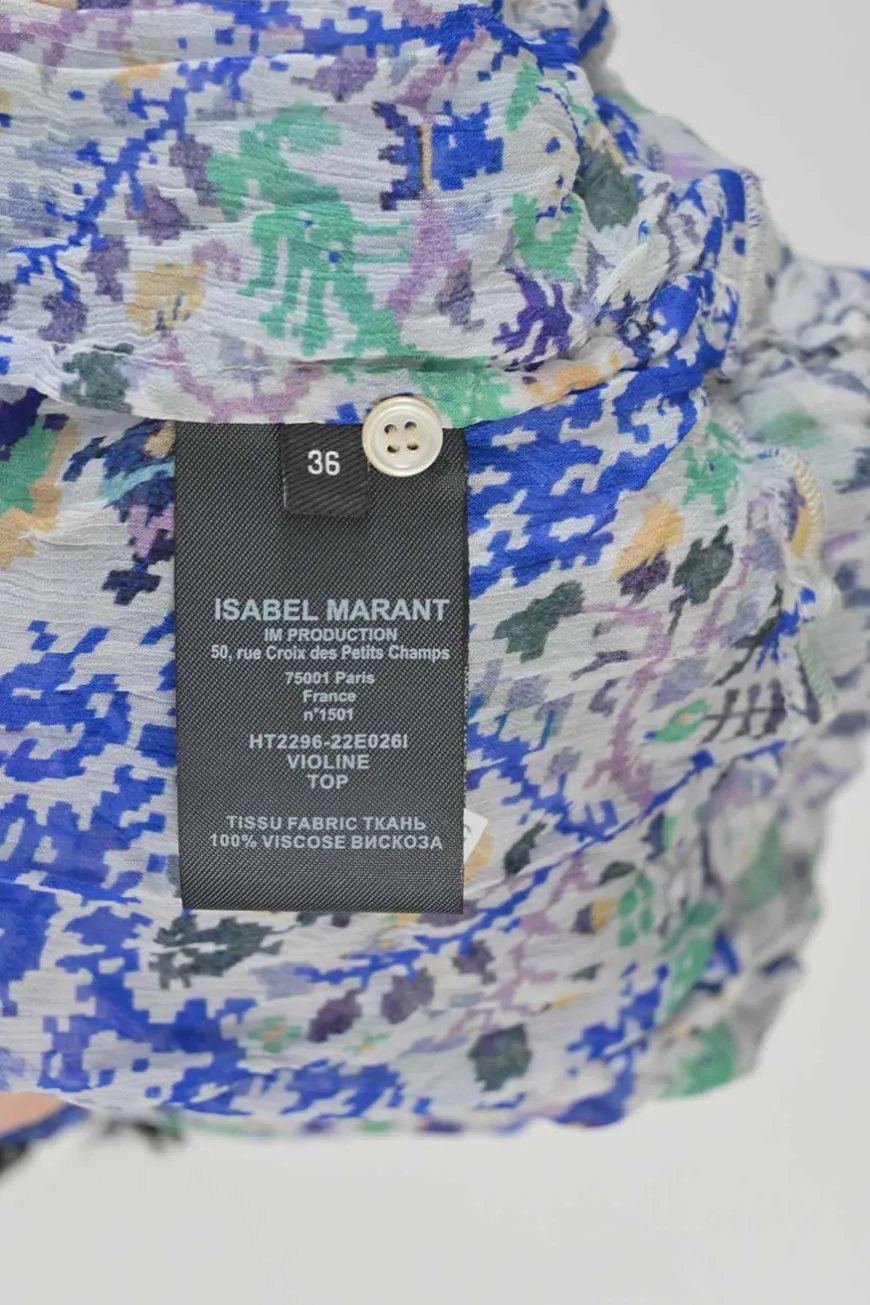 36
ISABEL MARANT
IM PRODUCTION
50, rue Croix des Petits Champs
75001 Paris
France
n°1501
HT2296-22E026I
VIOLINE
TOP
TISSU FABRIC ТКАНЬ
100% VISCOSE ВИСКОЗА